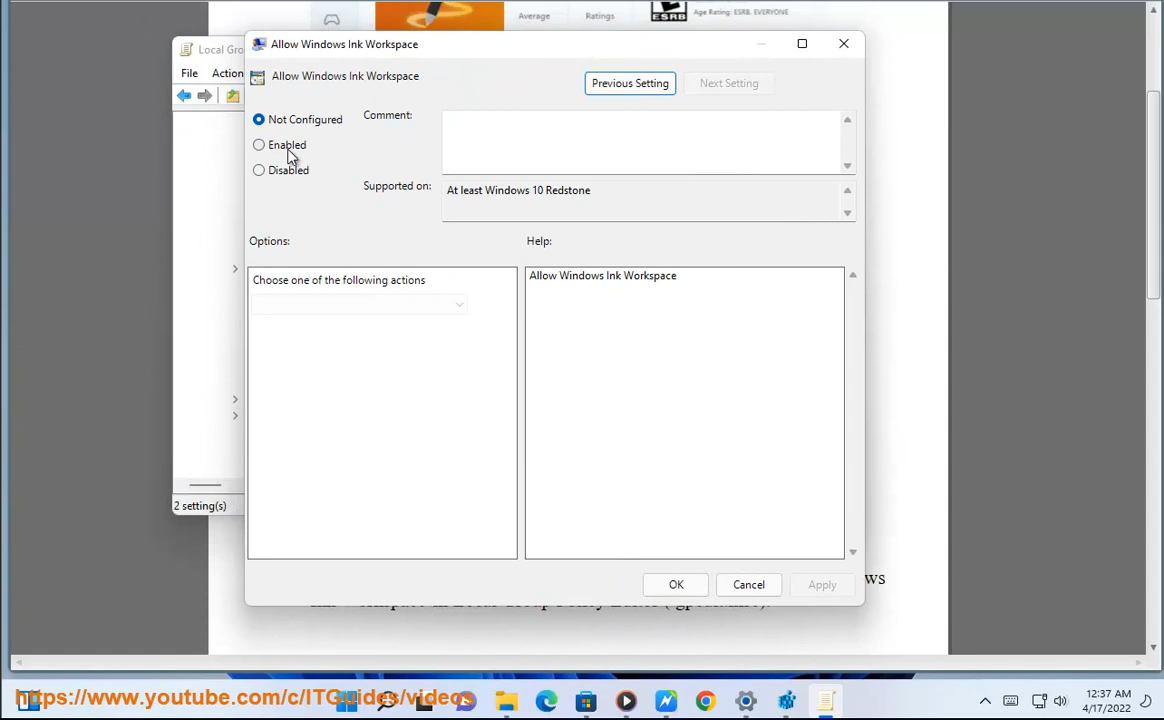 Average
Ratings
ESRB
Age Rating: ESRB. EVERYONE
Local Gro
Allow Windows Ink Workspace
File
Action
Allow Windows Ink Workspace
Previous Setting
Next Setting
Not Configured
Comment:
Enabled
Disabled
Supported on:
At least Windows 10 Redstone
Options:
Help:
Choose one of the following actions
Allow Windows Ink Workspace
2 setting(s)
OK
Cancel
Apply
ws
https://www.youtube.com/c/ITGuides/videos
12:37 AM
4/17/2022